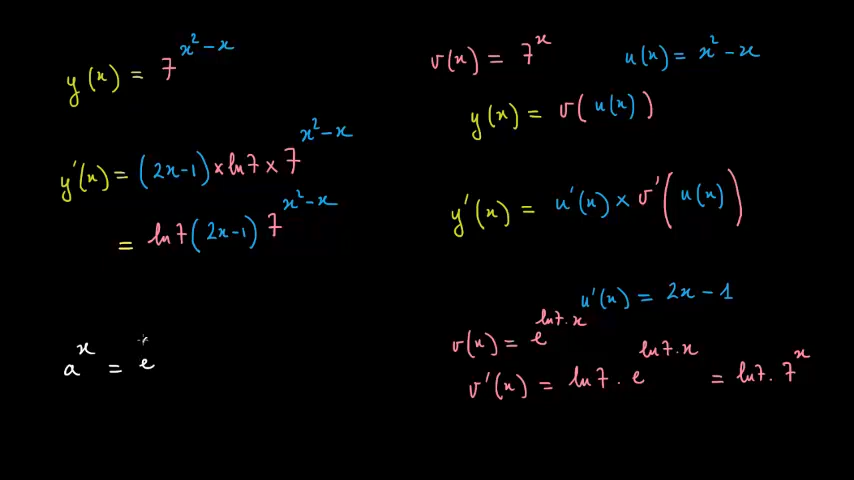 y(x) = 7^{x²-x}
y'(x) = (2x-1) × ln7 × 7^{x²-x}
= ln7 (2x-1) 7^{x²-x}
a^x = e
v(x) = 7^x
u(x) = x²-x
y(x) = v(u(x))
y'(x) = u'(x) × v'(u(x))
u'(x) = 2x - 1
v(x) = e^{ln7·x}
v'(x) = ln7 · e^{ln7·x} = ln7 · 7^x